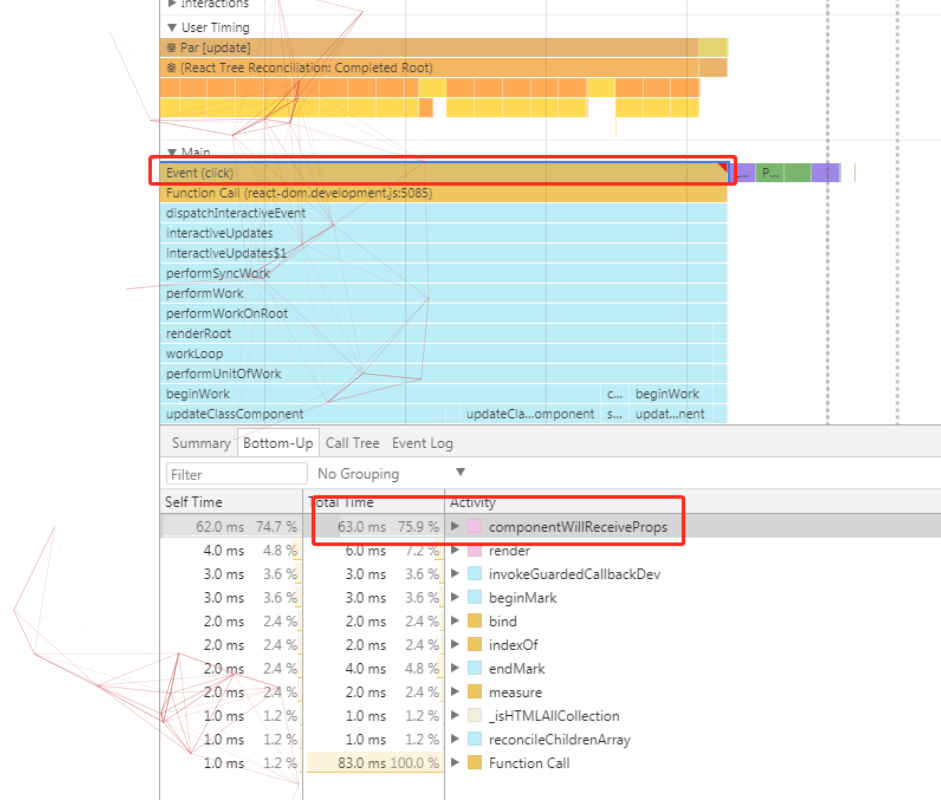 Interactions
User Timing
Par [update]
(React Tree Reconciliation: Completed Root)
Main
Event (click)
L... P...
Function Call (react-dom.development.js:5085)
dispatchInteractiveEvent
interactiveUpdates
interactiveUpdates$1
performSyncWork
performWork
performWorkOnRoot
renderRoot
workLoop
performUnitOfWork
beginWork c... beginWork
updateClassComponent updateCla...omponent s... updat...nent
Summary Bottom-Up Call Tree Event Log
Filter No Grouping
Self Time Total Time Activity
62.0 ms 74.7 % 63.0 ms 75.9 % componentWillReceiveProps
4.0 ms 4.8 % 6.0 ms 7.2 % render
3.0 ms 3.6 % 3.0 ms 3.6 % invokeGuardedCallbackDev
3.0 ms 3.6 % 3.0 ms 3.6 % beginMark
2.0 ms 2.4 % 2.0 ms 2.4 % bind
2.0 ms 2.4 % 2.0 ms 2.4 % indexOf
2.0 ms 2.4 % 4.0 ms 4.8 % endMark
2.0 ms 2.4 % 2.0 ms 2.4 % measure
1.0 ms 1.2 % 1.0 ms 1.2 % _isHTMLAllCollection
1.0 ms 1.2 % 1.0 ms 1.2 % reconcileChildrenArray
1.0 ms 1.2 % 83.0 ms 100.0 % Function Call